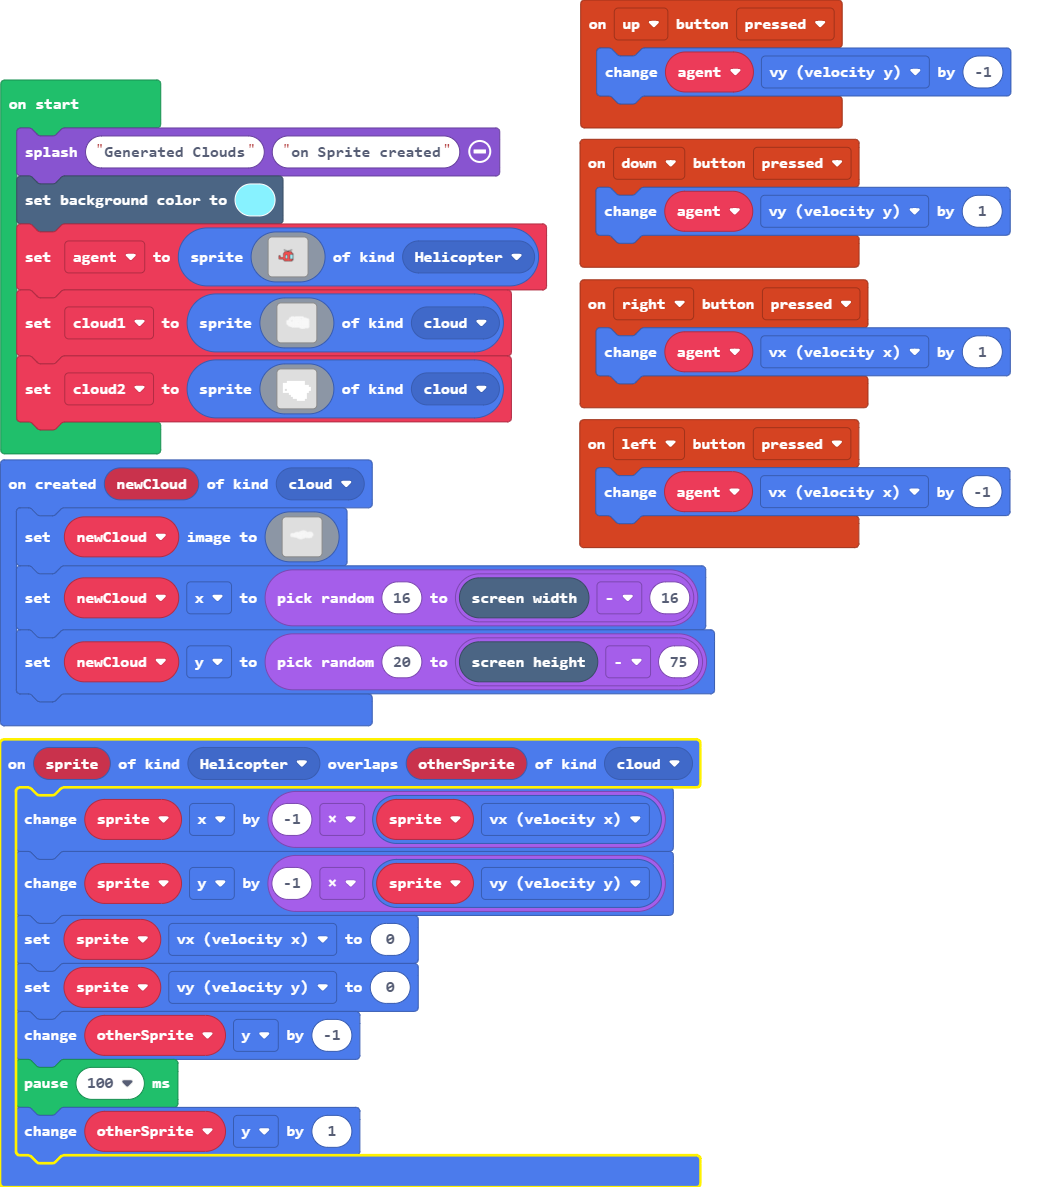 on start
splash "Generated Clouds" "on Sprite created"
set background color to
set agent to sprite of kind Helicopter
set cloud1 to sprite of kind cloud
set cloud2 to sprite of kind cloud
on up button pressed
change agent vy (velocity y) by -1
on down button pressed
change agent vy (velocity y) by 1
on right button pressed
change agent vx (velocity x) by 1
on left button pressed
change agent vx (velocity x) by -1
on created newCloud of kind cloud
set newCloud image to
set newCloud x to pick random 16 to screen width - 16
set newCloud y to pick random 20 to screen height - 75
on sprite of kind Helicopter overlaps otherSprite of kind cloud
change sprite x by -1 × sprite vx (velocity x)
change sprite y by -1 × sprite vy (velocity y)
set sprite vx (velocity x) to 0
set sprite vy (velocity y) to 0
change otherSprite y by -1
pause 100 ms
change otherSprite y by 1